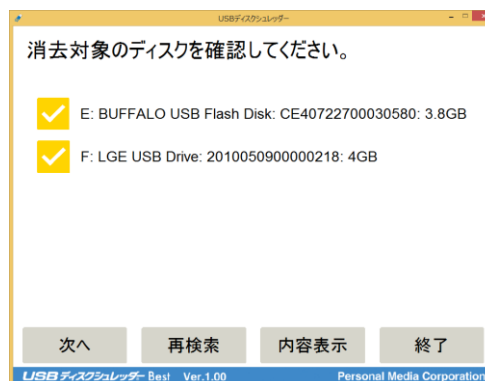 USBディスクシュレッダー
消去対象のディスクを確認してください。
E: BUFFALO USB Flash Disk: CE40722700030580: 3.8GB
F: LGE USB Drive: 2010050900000218: 4GB
次へ 再検索 内容表示 終了
USB ディスクシュレッダー Best Ver.1.00 Personal Media Corporation